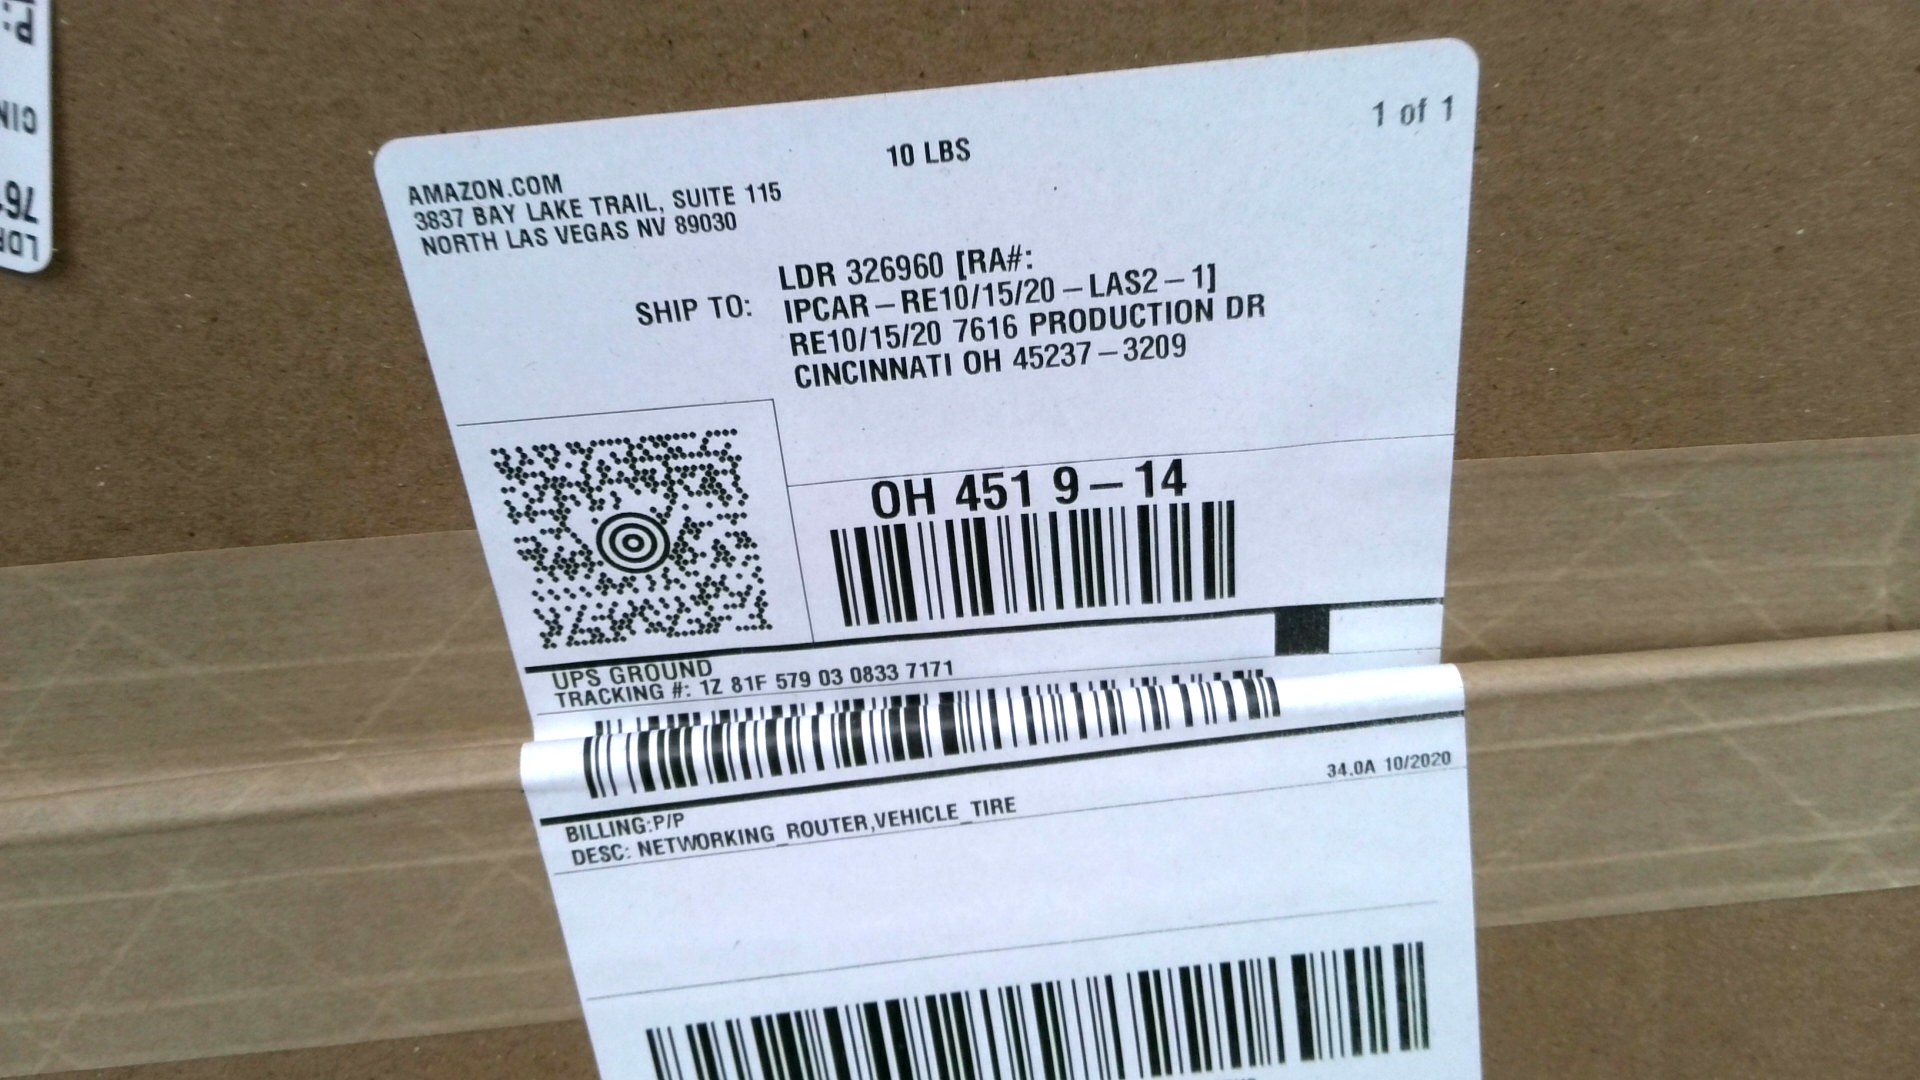 1 of 1
10 LBS
AMAZON.COM
3837 BAY LAKE TRAIL, SUITE 115
NORTH LAS VEGAS NV 89030
SHIP TO:
LDR 326960 [RA#:
IPCAR-RE10/15/20-LAS2-1]
RE10/15/20 7616 PRODUCTION DR
CINCINNATI OH 45237-3209
OH 451 9-14
UPS GROUND
TRACKING #: 1Z 81F 579 03 0833 7171
34.0A 10/2020
BILLING:P/P
DESC: NETWORKING_ROUTER,VEHICLE_TIRE
LDR
76
CIN
P: